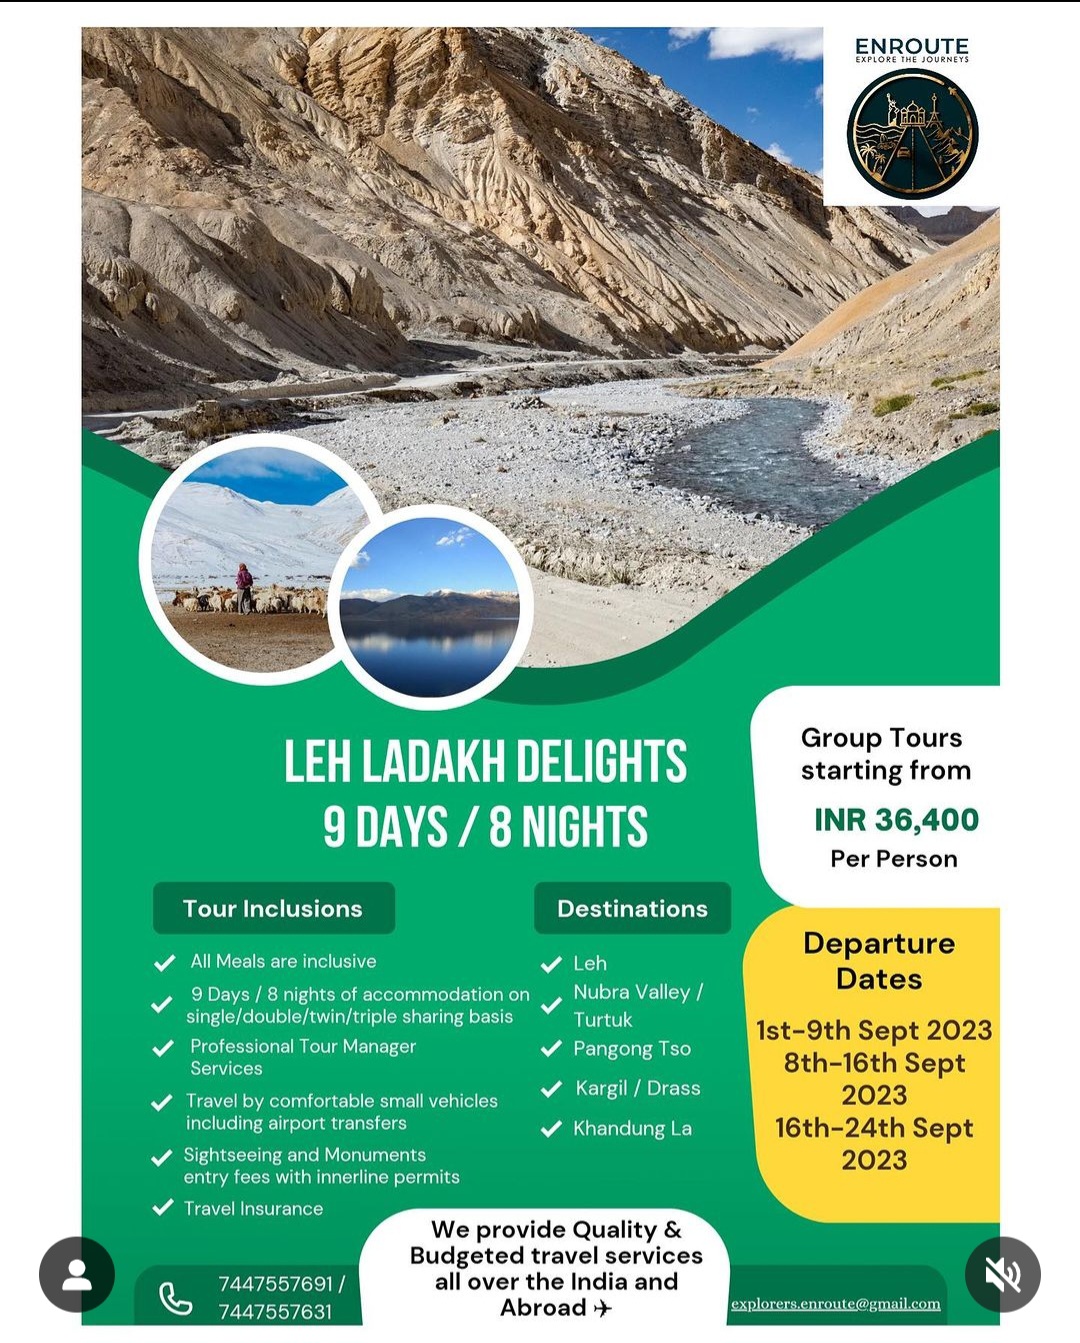 ENROUTE
EXPLORE THE JOURNEYS
LEH LADAKH DELIGHTS
9 DAYS / 8 NIGHTS
Group Tours
starting from
INR 36,400
Per Person
Tour Inclusions
All Meals are inclusive
9 Days / 8 nights of accommodation on
single/double/twin/triple sharing basis
Professional Tour Manager
Services
Travel by comfortable small vehicles
including airport transfers
Sightseeing and Monuments
entry fees with innerline permits
Travel Insurance
Destinations
Leh
Nubra Valley /
Turtuk
Pangong Tso
Kargil / Drass
Khandung La
Departure
Dates
1st-9th Sept 2023
8th-16th Sept
2023
16th-24th Sept
2023
7447557691 /
7447557631
We provide Quality &
Budgeted travel services
all over the India and
Abroad ✈
explorers.enroute@gmail.com